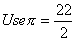 Use π = 22/2